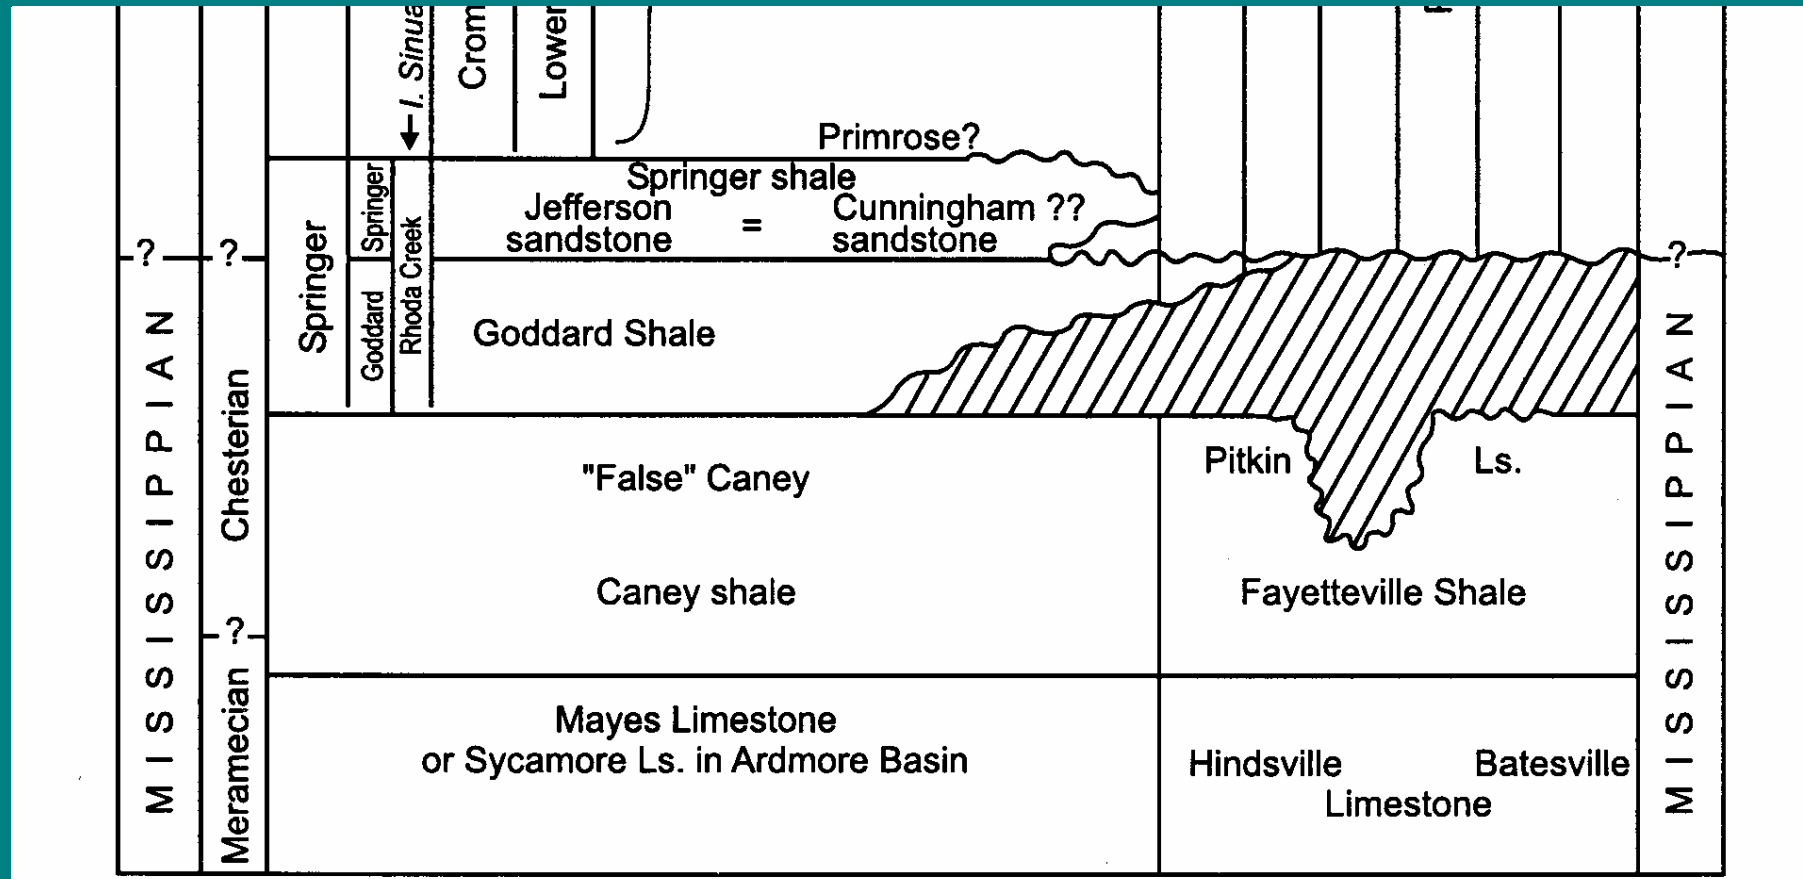 I. Sinua
Crom
Lower
Primrose?
Springer shale
Jefferson
sandstone
=
Cunningham ??
sandstone
Springer
Springer
Goddard
Rhoda Creek
?
?
?
Goddard Shale
MISSISSIPPIAN
Chesterian
"False" Caney
Pitkin Ls.
Caney shale
Fayetteville Shale
?
Meramecian
Mayes Limestone
or Sycamore Ls. in Ardmore Basin
Hindsville Batesville
Limestone
MISSISSIPPIAN